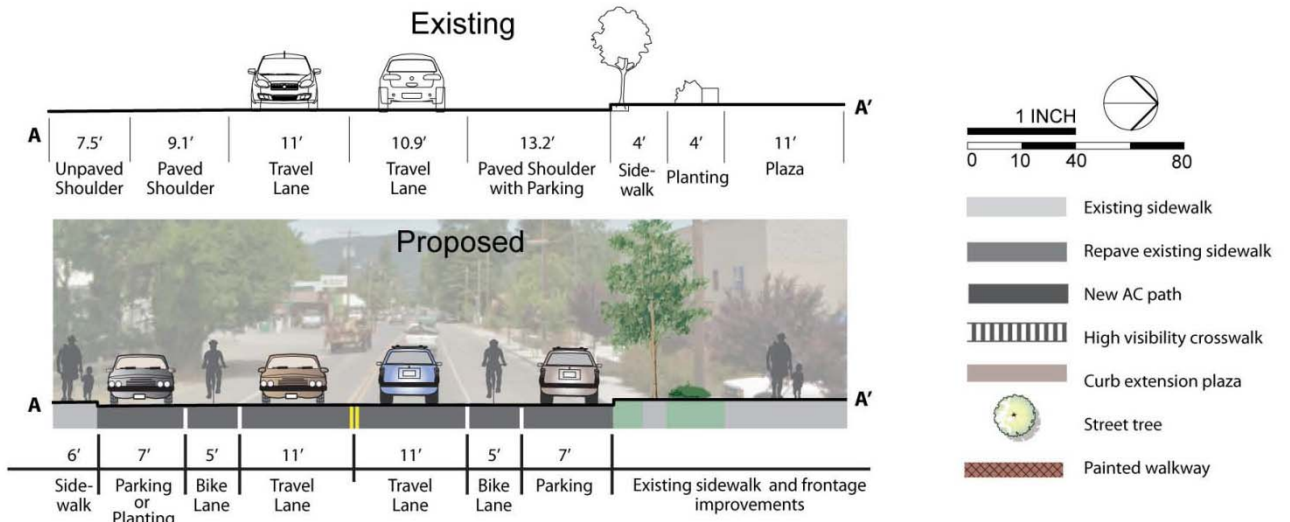 Existing
A
A'
7.5' 9.1' 11' 10.9' 13.2' 4' 4' 11'
Unpaved Shoulder
Paved Shoulder
Travel Lane
Travel Lane
Paved Shoulder with Parking
Side-walk
Planting
Plaza
Proposed
A
A'
6' 7' 5' 11' 11' 5' 7'
Side-walk
Parking or Planting
Bike Lane
Travel Lane
Travel Lane
Bike Lane
Parking
Existing sidewalk and frontage improvements
1 INCH
0 10 20 40 60 80
Existing sidewalk
Repave existing sidewalk
New AC path
High visibility crosswalk
Curb extension plaza
Street tree
Painted walkway